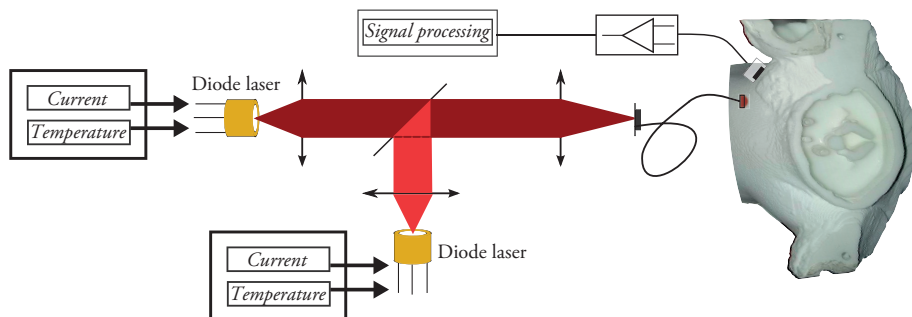 Signal processing
Diode laser
Current
Temperature
Current
Temperature
Diode laser